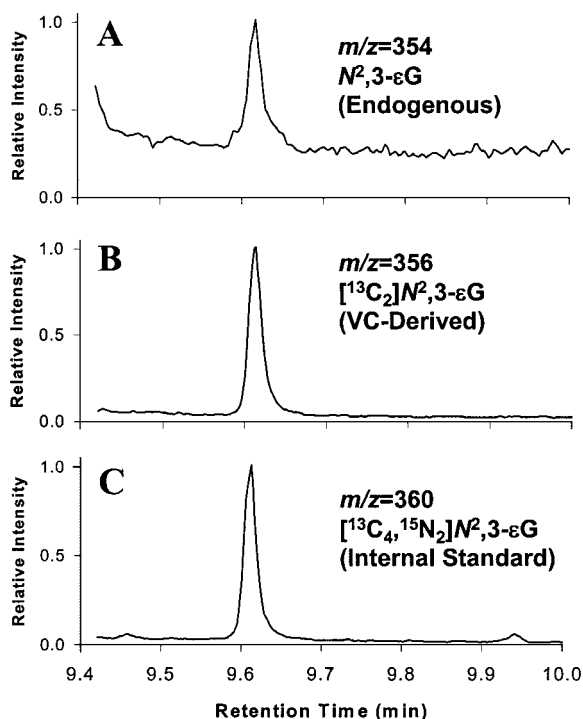 A
m/z=354
N²,3-εG
(Endogenous)
Relative Intensity
1.0
0.5
0.0
B
m/z=356
[¹³C₂]N²,3-εG
(VC-Derived)
Relative Intensity
1.0
0.5
0.0
C
m/z=360
[¹³C₄,¹⁵N₂]N²,3-εG
(Internal Standard)
Relative Intensity
1.0
0.5
0.0
9.4 9.5 9.6 9.7 9.8 9.9 10.0
Retention Time (min)